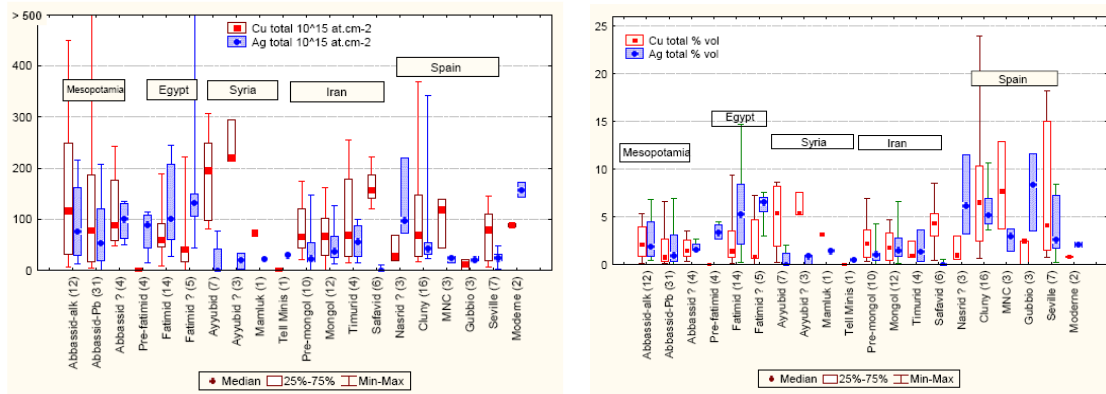 > 500
400
300
200
100
0
Cu total 10^15 at.cm-2
Ag total 10^15 at.cm-2
Mesopotamia
Egypt
Syria
Iran
Spain
Abbassid-alk (12)
Abbassid-Pb (31)
Abbassid ? (4)
Pre-fatimid (4)
Fatimid (14)
Fatimid ? (5)
Ayyubid (7)
Ayyubid ? (3)
Mamluk (1)
Tell Minis (1)
Pre-mongol (10)
Mongol (12)
Timurid (4)
Safavid (6)
Nasrid ? (3)
Cluny (16)
MNC (3)
Gubbio (3)
Seville (7)
Moderne (2)
Median 25%-75% Min-Max
25
20
15
10
5
0
Cu total % vol
Ag total % vol
Mesopotamia
Egypt
Syria
Iran
Spain
Abbassid-alk (12)
Abbasid-Pb (31)
Abbasid ? (4)
Pre-fatimid (4)
Fatimid (14)
Fatimid ? (5)
Ayyubid (7)
Ayyubid ? (3)
Mamluk (1)
Tell Minis (1)
Pre-mongol (10)
Mongol (12)
Timurid (4)
Safavid (6)
Nasrid ? (3)
Cluny (16)
MNC (3)
Gubbio (3)
Seville (7)
Moderne (2)
Median 25%-75% Min-Max